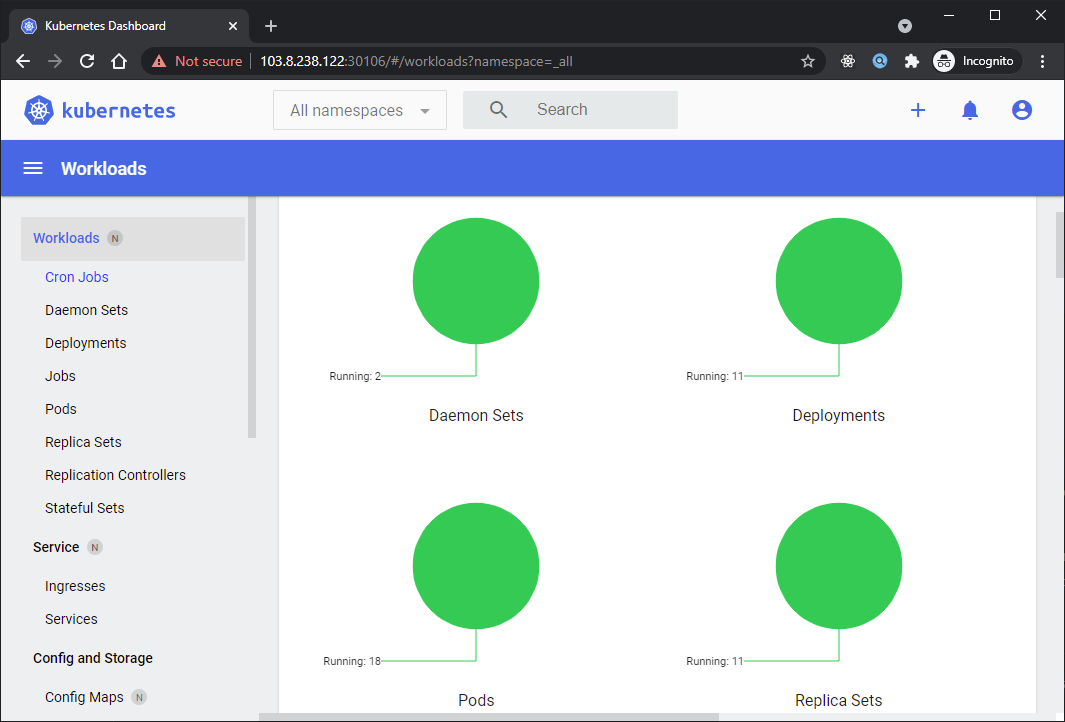 Kubernetes Dashboard
Not secure 103.8.238.122:30106/#/workloads?namespace=_all
Incognito
kubernetes
All namespaces
Search
Workloads
Workloads N
Cron Jobs
Daemon Sets
Deployments
Jobs
Pods
Replica Sets
Replication Controllers
Stateful Sets
Service N
Ingresses
Services
Config and Storage
Config Maps N
Running: 2
Daemon Sets
Running: 11
Deployments
Running: 18
Pods
Running: 11
Replica Sets